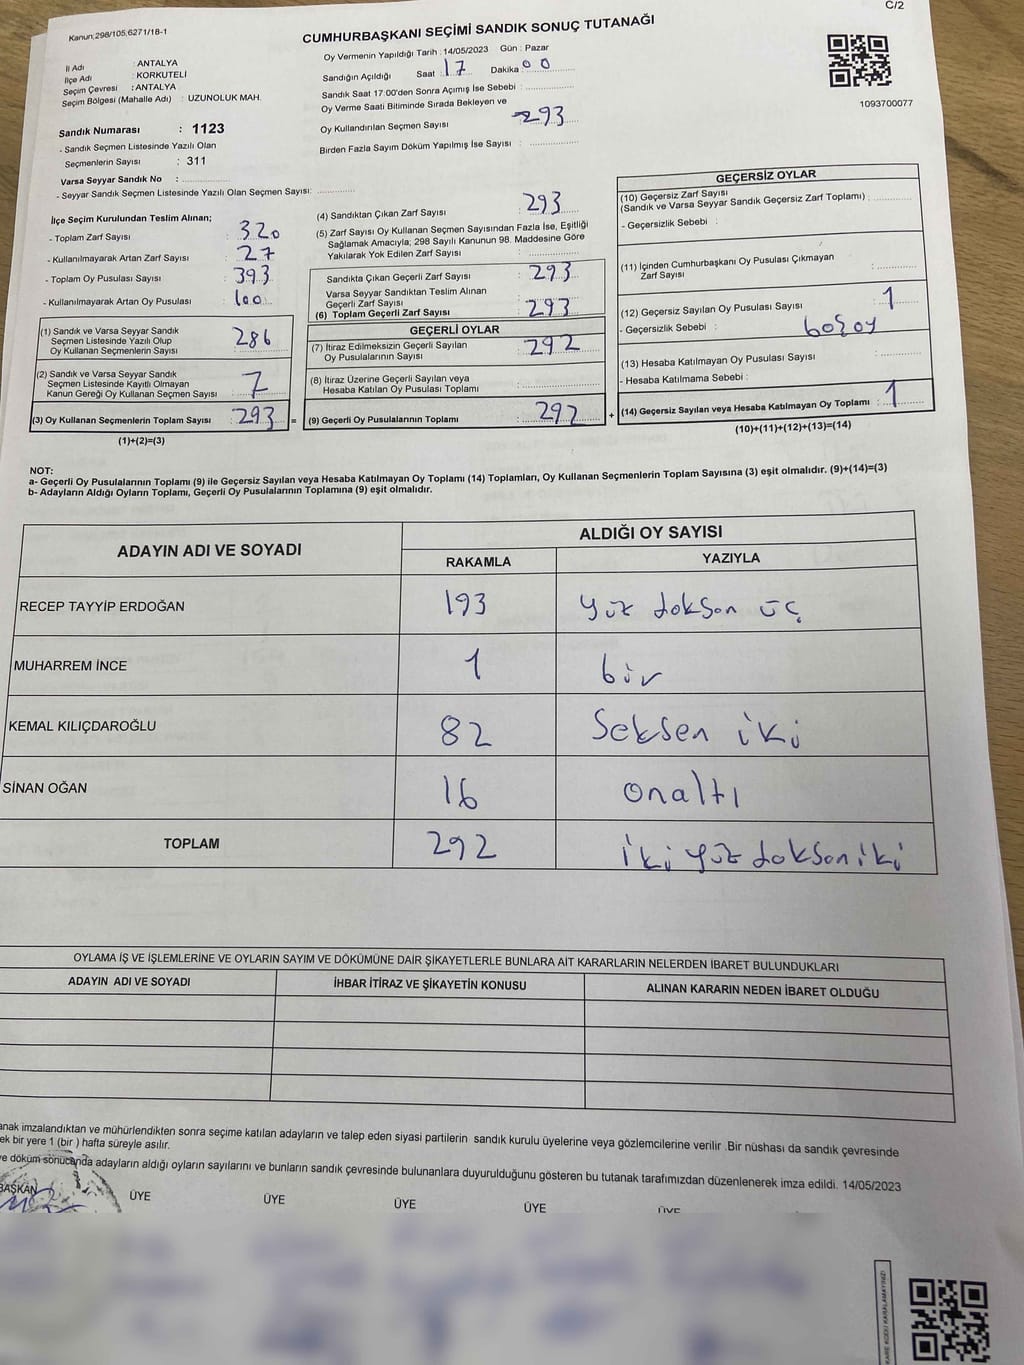 C/2
Kanun:298/105,6271/18-1
CUMHURBAŞKANI SEÇİMİ SANDIK SONUÇ TUTANAĞI
İl Adı : ANTALYA
İlçe Adı : KORKUTELİ
Seçim Çevresi : ANTALYA
Seçim Bölgesi (Mahalle Adı) : UZUNOLUK MAH.
Sandık Numarası : 1123
- Sandık Seçmen Listesinde Yazılı Olan
Seçmenlerin Sayısı : 311
Varsa Seyyar Sandık No :
- Seyyar Sandık Seçmen Listesinde Yazılı Olan Seçmen Sayısı:
Oy Vermenin Yapıldığı Tarih : 14/05/2023 Gün : Pazar
Sandığın Açıldığı Saat : 17 Dakika : 00
Sandık Saat 17:00'den Sonra Açımış İse Sebebi :
Oy Verme Saati Bitiminde Sırada Bekleyen ve
Oy Kullandırılan Seçmen Sayısı : 293
Birden Fazla Sayım Döküm Yapılmış İse Sayısı :
1093700077
İlçe Seçim Kurulundan Teslim Alınan;
- Toplam Zarf Sayısı : 320
- Kullanılmayarak Artan Zarf Sayısı : 27
- Toplam Oy Pusulası Sayısı : 393
- Kullanılmayarak Artan Oy Pusulası : 100
(1) Sandık ve Varsa Seyyar Sandık
Seçmen Listesinde Yazılı Olup
Oy Kullanan Seçmenlerin Sayısı : 286
(2) Sandık ve Varsa Seyyar Sandık
Seçmen Listesinde Kayıtlı Olmayan
Kanun Gereği Oy Kullanan Seçmen Sayısı : 7
(3) Oy Kullanan Seçmenlerin Toplam Sayısı : 293 =
(1)+(2)=(3)
(4) Sandıktan Çıkan Zarf Sayısı : 293
(5) Zarf Sayısı Oy Kullanan Seçmen Sayısından Fazla İse, Eşitliği
Sağlamak Amacıyla; 298 Sayılı Kanunun 98. Maddesine Göre
Yakılarak Yok Edilen Zarf Sayısı :
Sandıkta Çıkan Geçerli Zarf Sayısı : 293
Varsa Seyyar Sandıktan Teslim Alınan
Geçerli Zarf Sayısı :
(6) Toplam Geçerli Zarf Sayısı : 293
GEÇERLİ OYLAR
(7) İtiraz Edilmeksizin Geçerli Sayılan
Oy Pusulalarının Sayısı : 292
(8) İtiraz Üzerine Geçerli Sayılan veya
Hesaba Katılan Oy Pusulası Toplamı :
(9) Geçerli Oy Pusulalarının Toplamı : 292 +
GEÇERSİZ OYLAR
(10) Geçersiz Zarf Sayısı
(Sandık ve Varsa Seyyar Sandık Geçersiz Zarf Toplamı) :
- Geçersizlik Sebebi :
(11) İçinden Cumhurbaşkanı Oy Pusulası Çıkmayan
Zarf Sayısı :
(12) Geçersiz Sayılan Oy Pusulası Sayısı : 1
- Geçersizlik Sebebi : boş oy
(13) Hesaba Katılmayan Oy Pusulası Sayısı :
- Hesaba Katılmama Sebebi :
(14) Geçersiz Sayılan veya Hesaba Katılmayan Oy Toplamı : 1
(10)+(11)+(12)+(13)=(14)
NOT:
a- Geçerli Oy Pusulalarının Toplamı (9) ile Geçersiz Sayılan veya Hesaba Katılmayan Oy Toplamı (14) Toplamları, Oy Kullanan Seçmenlerin Toplam Sayısına (3) eşit olmalıdır. (9)+(14)=(3)
b- Adayların Aldığı Oyların Toplamı, Geçerli Oy Pusulalarının Toplamına (9) eşit olmalıdır.
ADAYIN ADI VE SOYADI
ALDIĞI OY SAYISI
RAKAMLA YAZIYLA
RECEP TAYYİP ERDOĞAN 193 yüz dokson üç
MUHARREM İNCE 1 bir
KEMAL KILIÇDAROĞLU 82 Seksen iki
SİNAN OĞAN 16 onaltı
TOPLAM 292 iki yüz doksan iki
OYLAMA İŞ VE İŞLEMLERİNE VE OYLARIN SAYIM VE DÖKÜMÜNE DAİR ŞİKAYETLERLE BUNLARA AİT KARARLARIN NELERDEN İBARET BULUNDUKLARI
ADAYIN ADI VE SOYADI İHBAR İTİRAZ VE ŞİKAYETİN KONUSU ALINAN KARARIN NEDEN İBARET OLDUĞU
anak imzalandıktan ve mühürlendikten sonra seçime katılan adayların ve talep eden siyasi partilerin sandık kurulu üyelerine veya gözlemcilerine verilir .Bir nüshası da sandık çevresinde
ek bir yere 1 (bir ) hafta süreyle asılır.
e döküm sonucanda adayların aldığı oyların sayılarını ve bunların sandık çevresinde bulunanlara duyurulduğunu gösteren bu tutanak tarafımızdan düzenlenerek imza edildi. 14/05/2023
BAŞKAN ÜYE ÜYE ÜYE ÜYE ÜYE